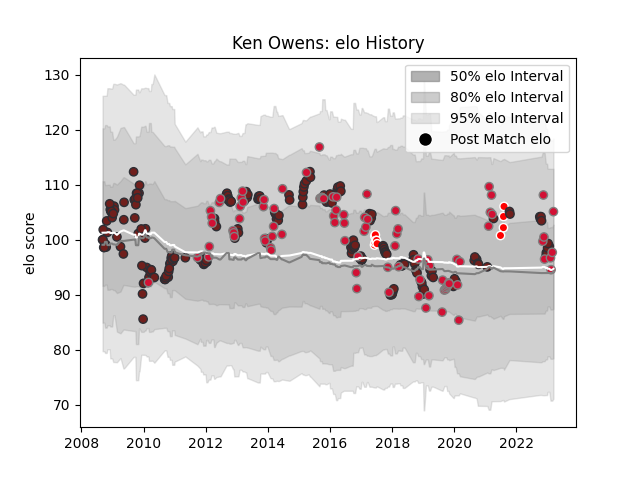 Ken Owens: elo History
50% elo Interval
80% elo Interval
95% elo Interval
Post Match elo
elo score
130
120
110
100
90
80
70
2008 2010 2012 2014 2016 2018 2020 2022